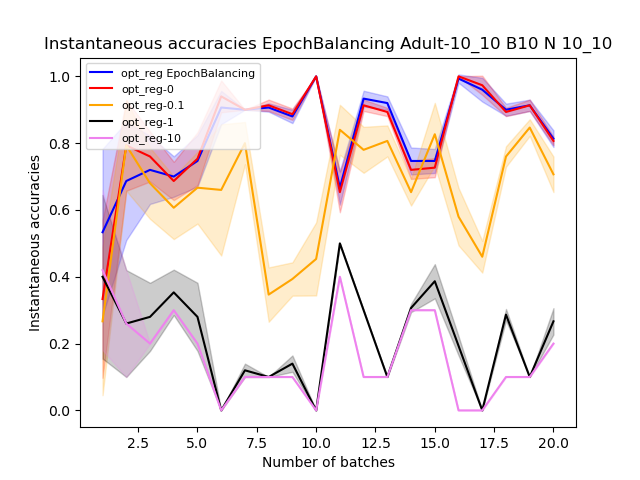 Instantaneous accuracies EpochBalancing Adult-10_10 B10 N 10_10
1.0
0.8
0.6
0.4
0.2
0.0
Instantaneous accuracies
opt_reg EpochBalancing
opt_reg-0
opt_reg-0.1
opt_reg-1
opt_reg-10
2.5 5.0 7.5 10.0 12.5 15.0 17.5 20.0
Number of batches